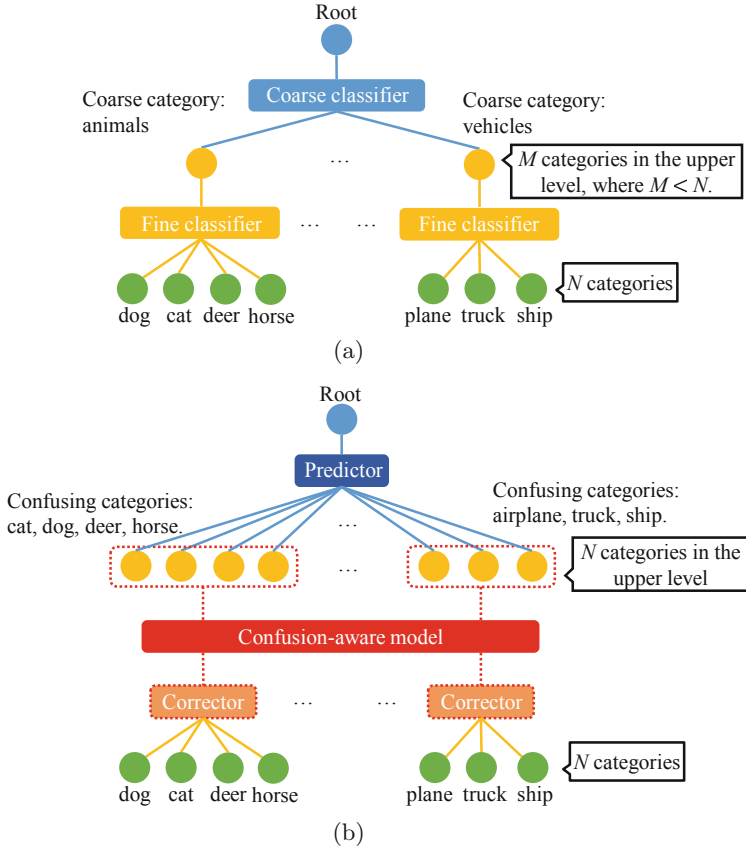 Root
Coarse classifier
Coarse category:
animals
Coarse category:
vehicles
...
M categories in the upper
level, where M < N.
Fine classifier
... ...
Fine classifier
N categories
dog cat deer horse
plane truck ship
(a)
Root
Predictor
Confusing categories:
cat, dog, deer, horse.
Confusing categories:
airplane, truck, ship.
...
...
N categories in the
upper level
Confusion-aware model
Corrector
... ...
Corrector
N categories
dog cat deer horse
plane truck ship
(b)